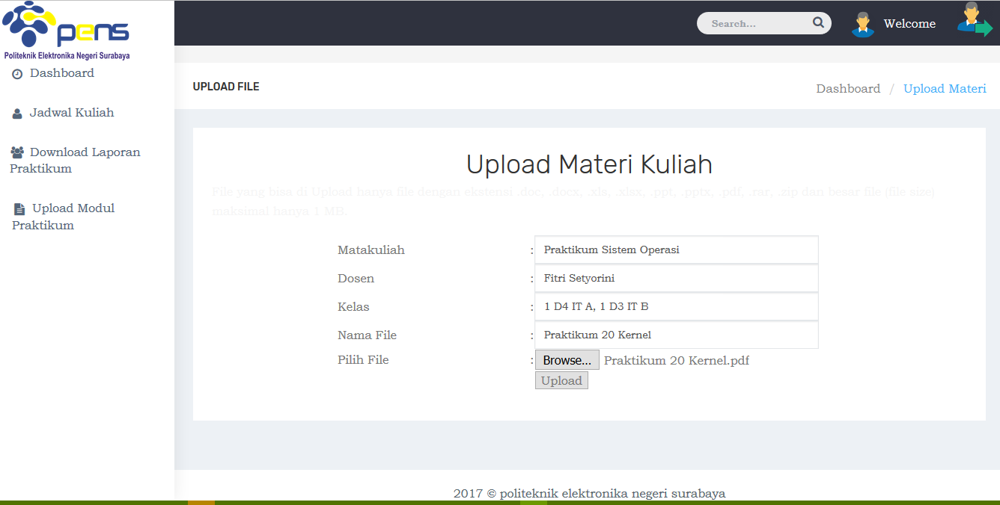 pens
Politeknik Elektronika Negeri Surabaya
Search...
Welcome
Dashboard
Jadwal Kuliah
Download Laporan
Praktikum
Upload Modul
Praktikum
UPLOAD FILE
Dashboard / Upload Materi
Upload Materi Kuliah
File yang bisa di Upload hanya file dengan ekstensi .doc, .docx, .xls, .xlsx, .ppt, .pptx, .pdf, .rar, .zip dan besar file (file size)
maksimal hanya 1 MB.
Matakuliah : Praktikum Sistem Operasi
Dosen : Fitri Setyorini
Kelas : 1 D4 IT A, 1 D3 IT B
Nama File : Praktikum 20 Kernel
Pilih File : Browse... Praktikum 20 Kernel.pdf
Upload
2017 © politeknik elektronika negeri surabaya